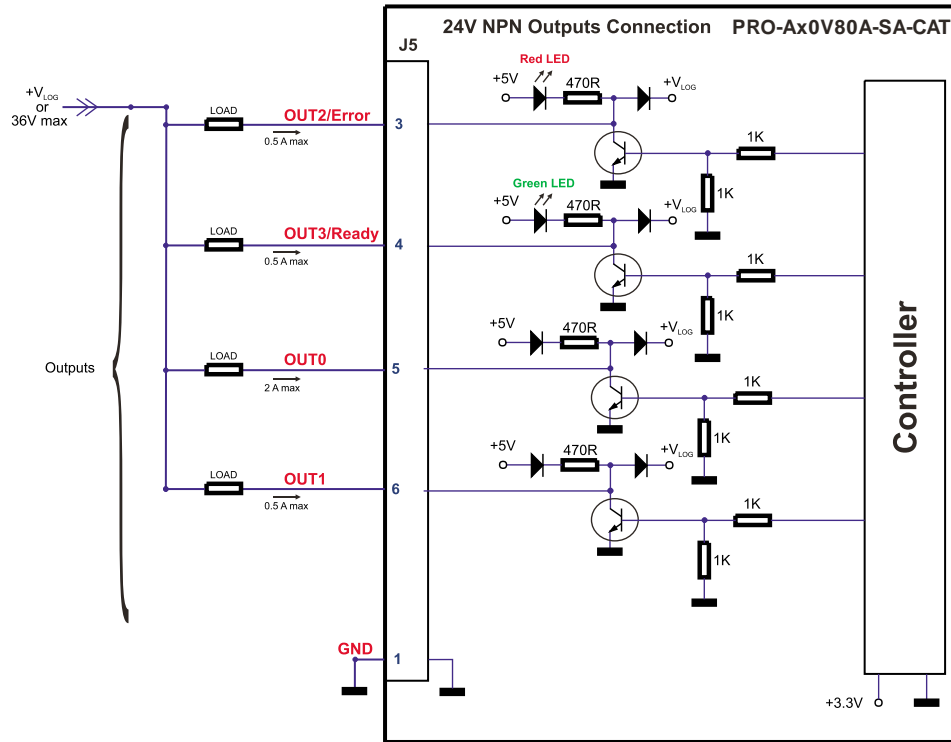 24V NPN Outputs Connection PRO-Ax0V80A-SA-CAT
J5
Red LED
+5V
470R
+VLOG
+VLOG
or
36V max
LOAD
OUT2/Error
0.5 A max
3
1K
1K
Green LED
+5V
470R
+VLOG
LOAD
OUT3/Ready
0.5 A max
4
1K
1K
+5V
470R
+VLOG
Outputs
LOAD
OUT0
2 A max
5
1K
1K
Controller
+5V
470R
+VLOG
LOAD
OUT1
0.5 A max
6
1K
1K
GND
1
+3.3V